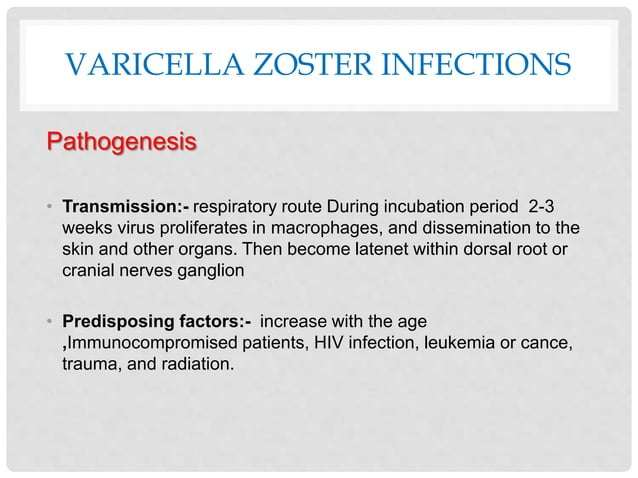 VARICELLA ZOSTER INFECTIONS
Pathogenesis
• Transmission:- respiratory route During incubation period 2-3
weeks virus proliferates in macrophages, and dissemination to the
skin and other organs. Then become latenet within dorsal root or
cranial nerves ganglion
• Predisposing factors:- increase with the age
,Immunocompromised patients, HIV infection, leukemia or cance,
trauma, and radiation.